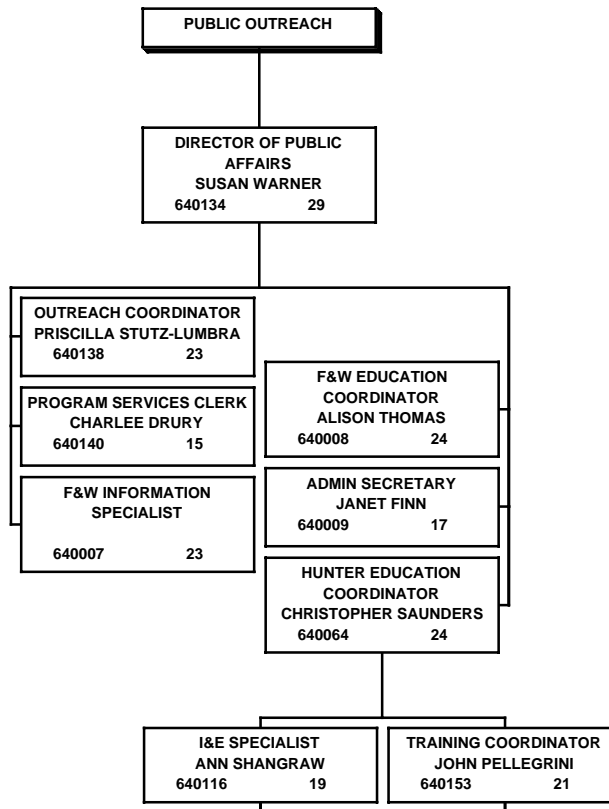 PUBLIC OUTREACH
DIRECTOR OF PUBLIC
AFFAIRS
SUSAN WARNER
640134 29
OUTREACH COORDINATOR
PRISCILLA STUTZ-LUMBRA
640138 23
PROGRAM SERVICES CLERK
CHARLEE DRURY
640140 15
F&W INFORMATION
SPECIALIST
640007 23
F&W EDUCATION
COORDINATOR
ALISON THOMAS
640008 24
ADMIN SECRETARY
JANET FINN
640009 17
HUNTER EDUCATION
COORDINATOR
CHRISTOPHER SAUNDERS
640064 24
I&E SPECIALIST
ANN SHANGRAW
640116 19
TRAINING COORDINATOR
JOHN PELLEGRINI
640153 21